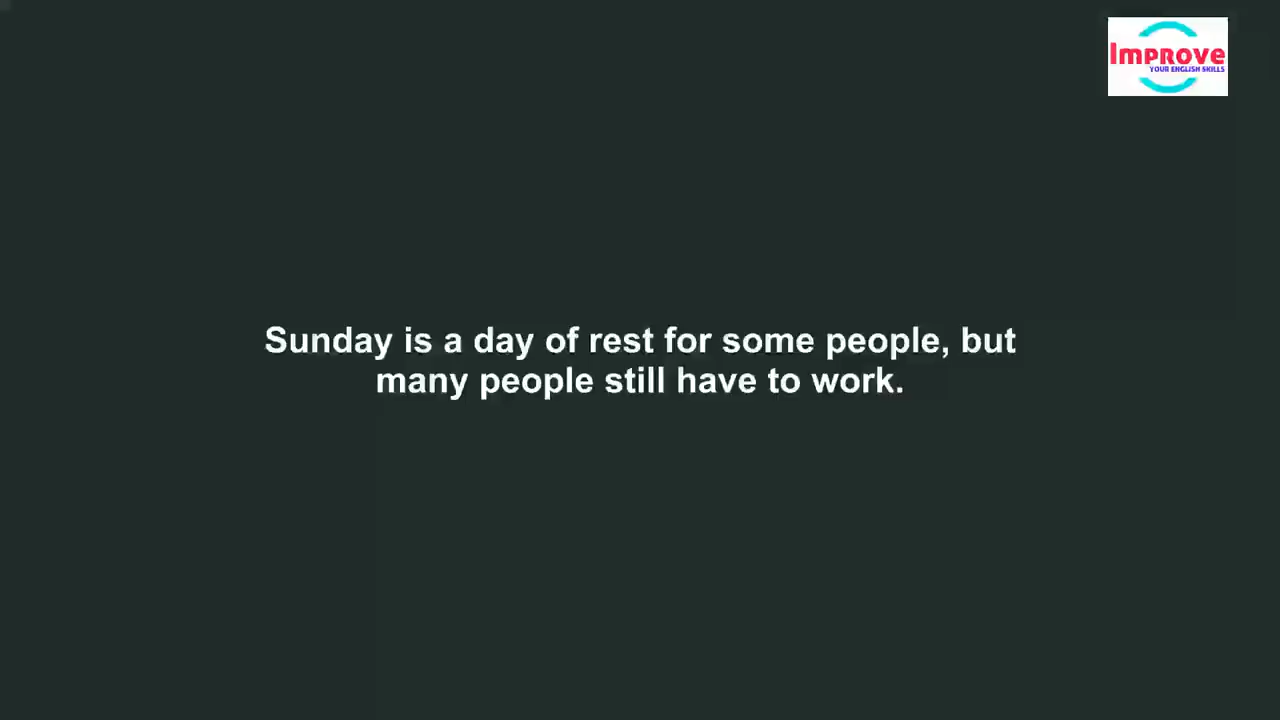 Improve
YOUR ENGLISH SKILLS
Sunday is a day of rest for some people, but
many people still have to work.